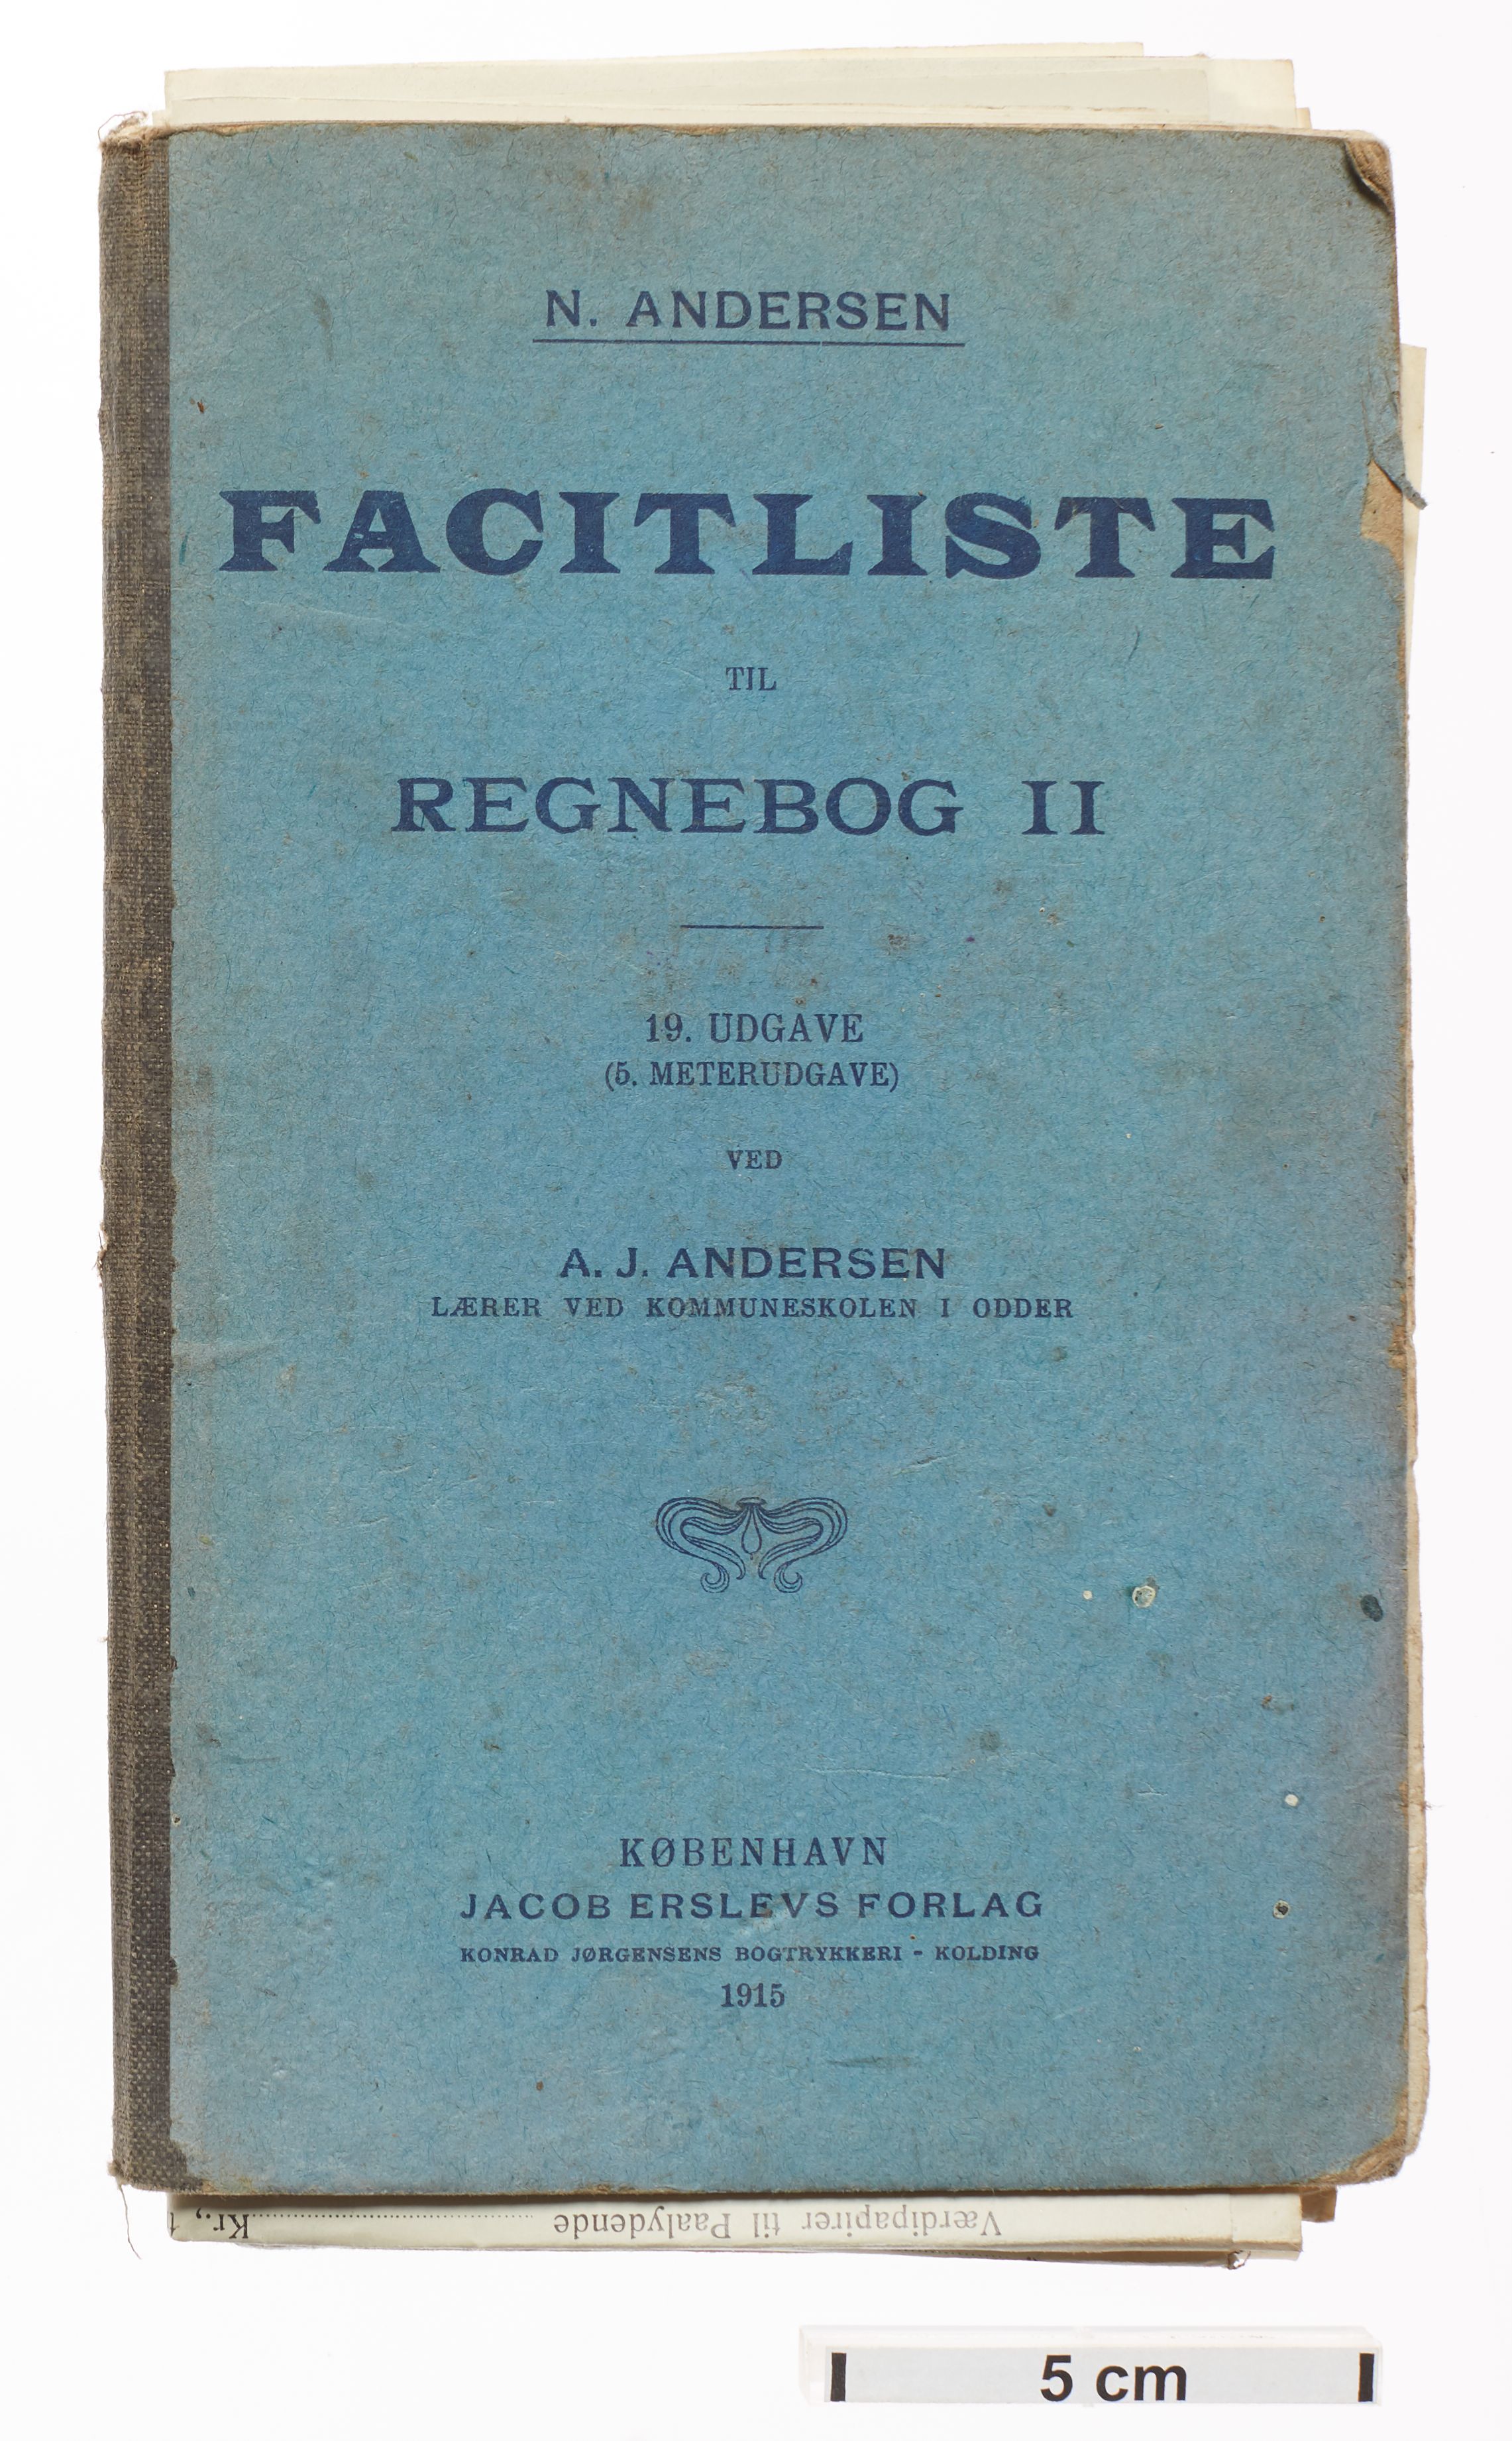 N. ANDERSEN
FACITLISTE
TIL
REGNEBOG II
19. UDGAVE
(5. METERUDGAVE)
VED
A. J. ANDERSEN
LÆRER VED KOMMUNESKOLEN I ODDER
KØBENHAVN
JACOB ERSLEVS FORLAG
KONRAD JØRGENSENS BOGTRYKKERI - KOLDING
1915
Værdipapirer til Paalydende Kr.,
5 cm